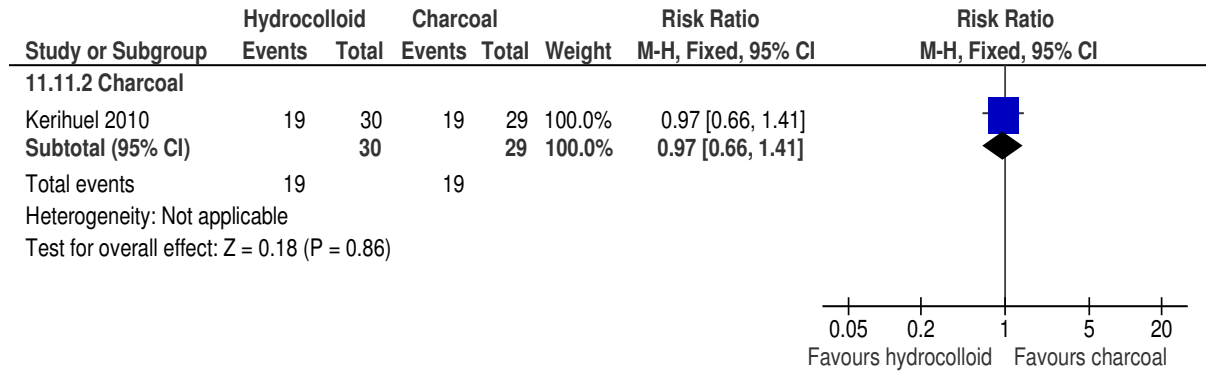 Hydrocolloid Charcoal Risk Ratio Risk Ratio
Study or Subgroup Events Total Events Total Weight M-H, Fixed, 95% CI M-H, Fixed, 95% CI
11.11.2 Charcoal
Kerihuel 2010 19 30 19 29 100.0% 0.97 [0.66, 1.41]
Subtotal (95% CI) 30 29 100.0% 0.97 [0.66, 1.41]
Total events 19 19
Heterogeneity: Not applicable
Test for overall effect: Z = 0.18 (P = 0.86)
0.05 0.2 1 5 20
Favours hydrocolloid Favours charcoal